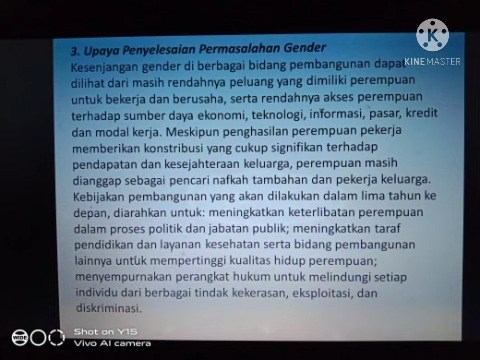 KINEMASTER
3. Upaya Penyelesaian Permasalahan Gender
Kesenjangan gender di berbagai bidang pembangunan dapat
dilihat dari masih rendahnya peluang yang dimiliki perempuan
untuk bekerja dan berusaha, serta rendahnya akses perempuan
terhadap sumber daya ekonomi, teknologi, informasi, pasar, kredit
dan modal kerja. Meskipun penghasilan perempuan pekerja
memberikan konstribusi yang cukup signifikan terhadap
pendapatan dan kesejahteraan keluarga, perempuan masih
dianggap sebagai pencari nafkah tambahan dan pekerja keluarga.
Kebijakan pembangunan yang akan dilakukan dalam lima tahun ke
depan, diarahkan untuk: meningkatkan keterlibatan perempuan
dalam proses politik dan jabatan publik; meningkatkan taraf
pendidikan dan layanan kesehatan serta bidang pembangunan
lainnya untuk mempertinggi kualitas hidup perempuan;
menyempurnakan perangkat hukum untuk melindungi setiap
individu dari berbagai tindak kekerasan, eksploitasi, dan
diskriminasi.
WIDE
Shot on Y15
Vivo AI camera